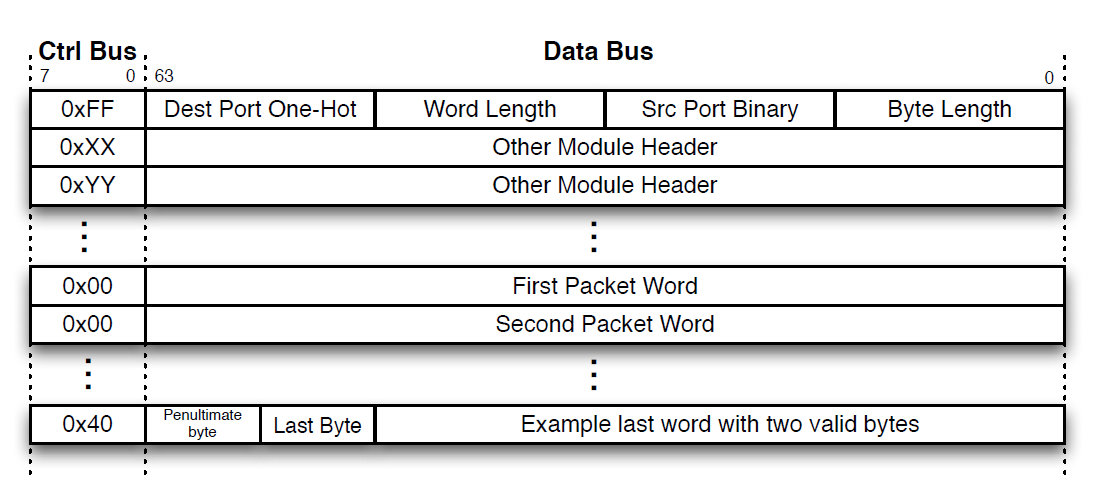 Ctrl Bus Data Bus
7 0 63 0
0xFF Dest Port One-Hot Word Length Src Port Binary Byte Length
0xXX Other Module Header
0xYY Other Module Header
⋮ ⋮
0x00 First Packet Word
0x00 Second Packet Word
⋮ ⋮
0x40 Penultimate byte Last Byte Example last word with two valid bytes